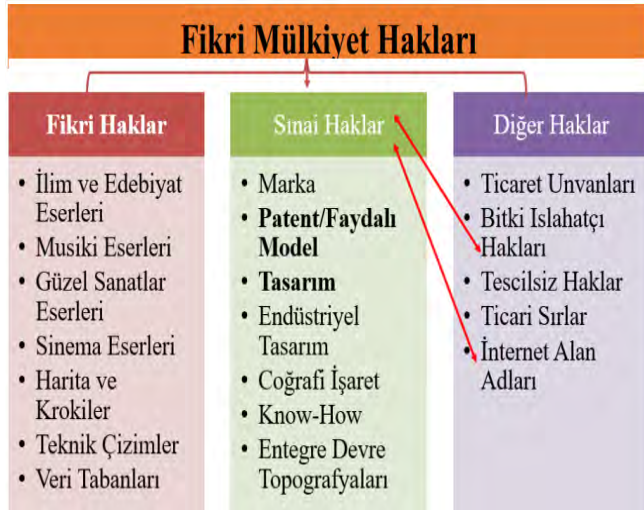 Fikri Mülkiyet Hakları
Fikri Haklar
• İlim ve Edebiyat
Eserleri
• Musiki Eserleri
• Güzel Sanatlar
Eserleri
• Sinema Eserleri
• Harita ve
Krokiler
• Teknik Çizimler
• Veri Tabanları
Sınai Haklar
• Marka
• Patent/Faydalı
Model
• Tasarım
• Endüstriyel
Tasarım
• Coğrafi İşaret
• Know-How
• Entegre Devre
Topografyaları
Diğer Haklar
• Ticaret Unvanları
• Bitki Islahatçı
Hakları
• Tescilsiz Haklar
• Ticari Sırlar
• İnternet Alan
Adları